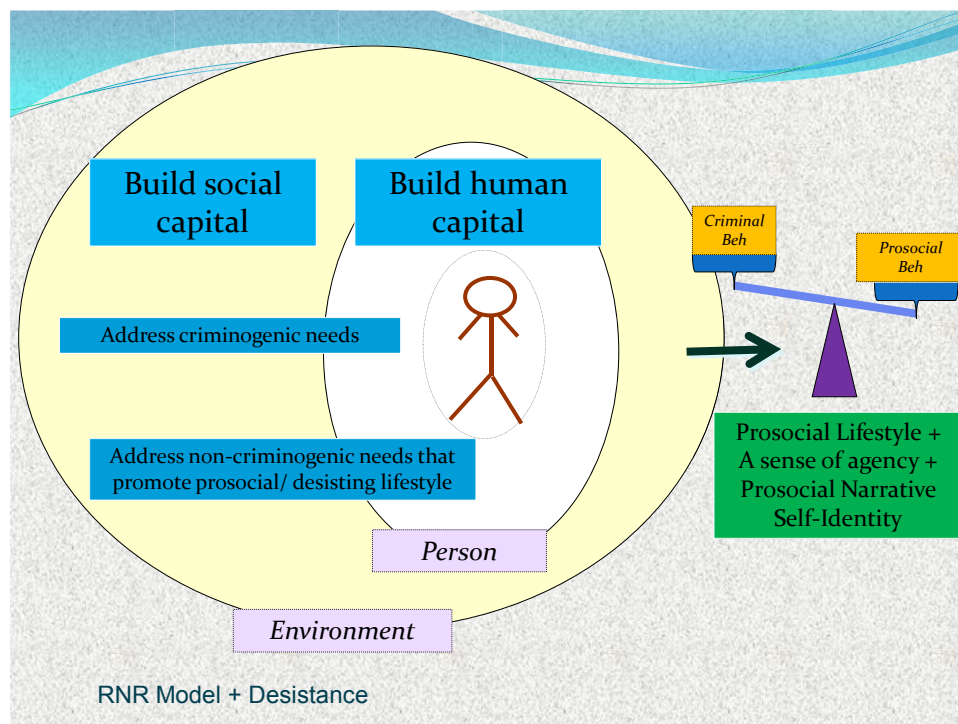 Build social
capital
Build human
capital
Criminal
Beh
Prosocial
Beh
Address criminogenic needs
Address non-criminogenic needs that
promote prosocial/ desisting lifestyle
Prosocial Lifestyle +
A sense of agency +
Prosocial Narrative
Self-Identity
Person
Environment
RNR Model + Desistance